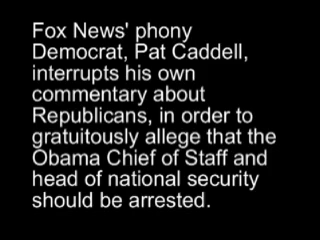 Fox News' phony
Democrat, Pat Caddell,
interrupts his own
commentary about
Republicans, in order to
gratuitously allege that the
Obama Chief of Staff and
head of national security
should be arrested.